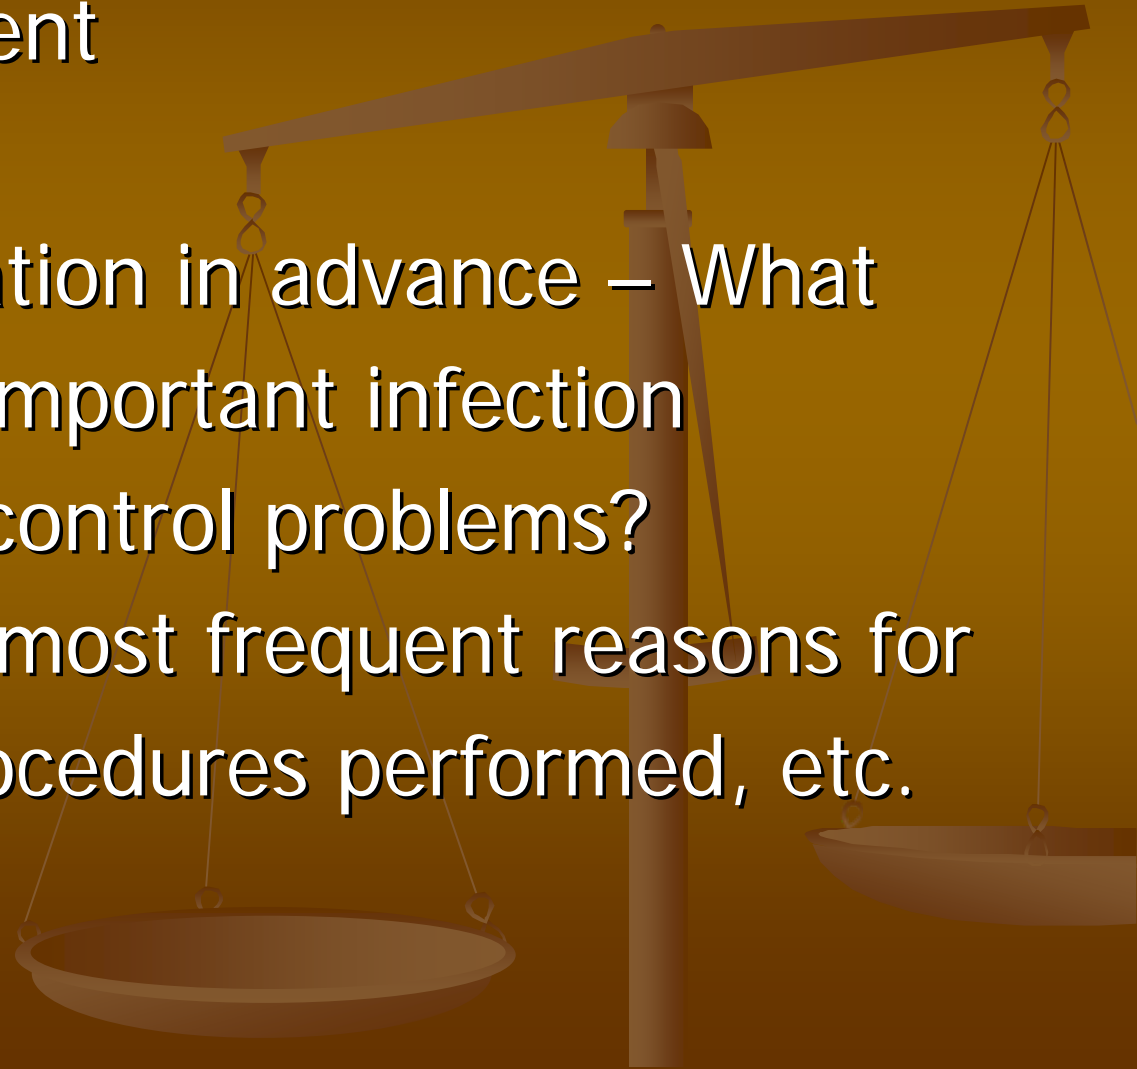 ent
ation in advance – What
mportant infection
control problems?
most frequent reasons for
ocedures performed, etc.